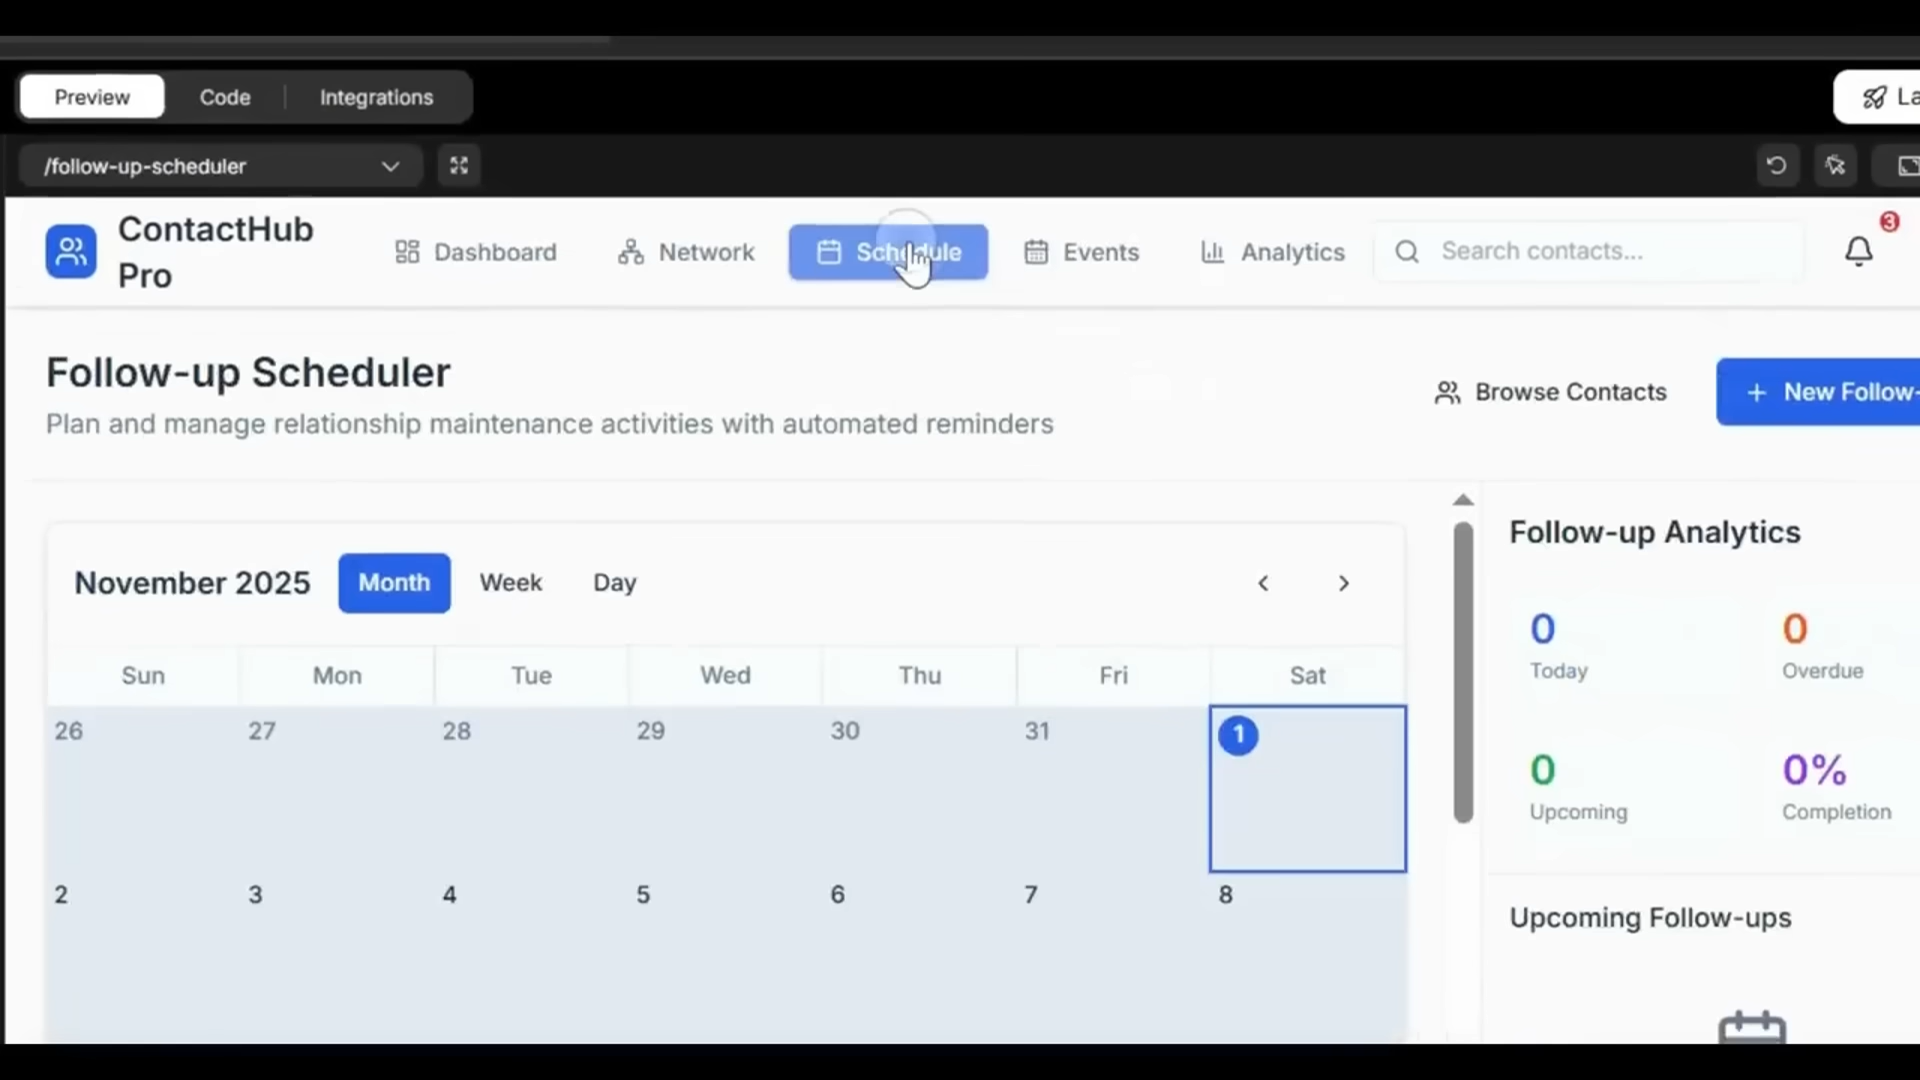 Preview Code Integrations
/follow-up-scheduler
ContactHub
Pro
Dashboard Network Schedule Events Analytics Search contacts... 3
Follow-up Scheduler
Plan and manage relationship maintenance activities with automated reminders
Browse Contacts + New Follow-
November 2025 Month Week Day
Sun Mon Tue Wed Thu Fri Sat
26 27 28 29 30 31 1
2 3 4 5 6 7 8
Follow-up Analytics
0 0
Today Overdue
0 0%
Upcoming Completion
Upcoming Follow-ups